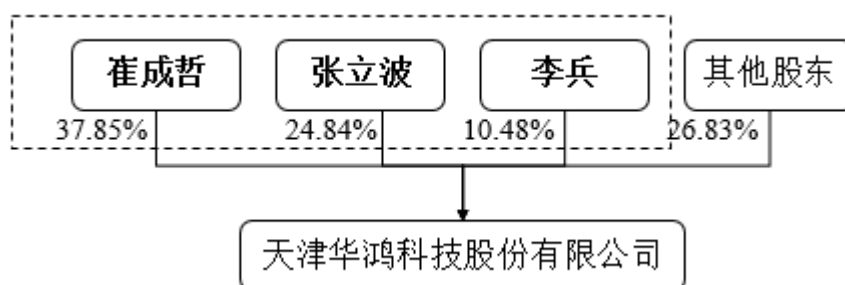 崔成哲
张立波
李兵
其他股东
37.85%
24.84%
10.48%
26.83%
天津华鸿科技股份有限公司